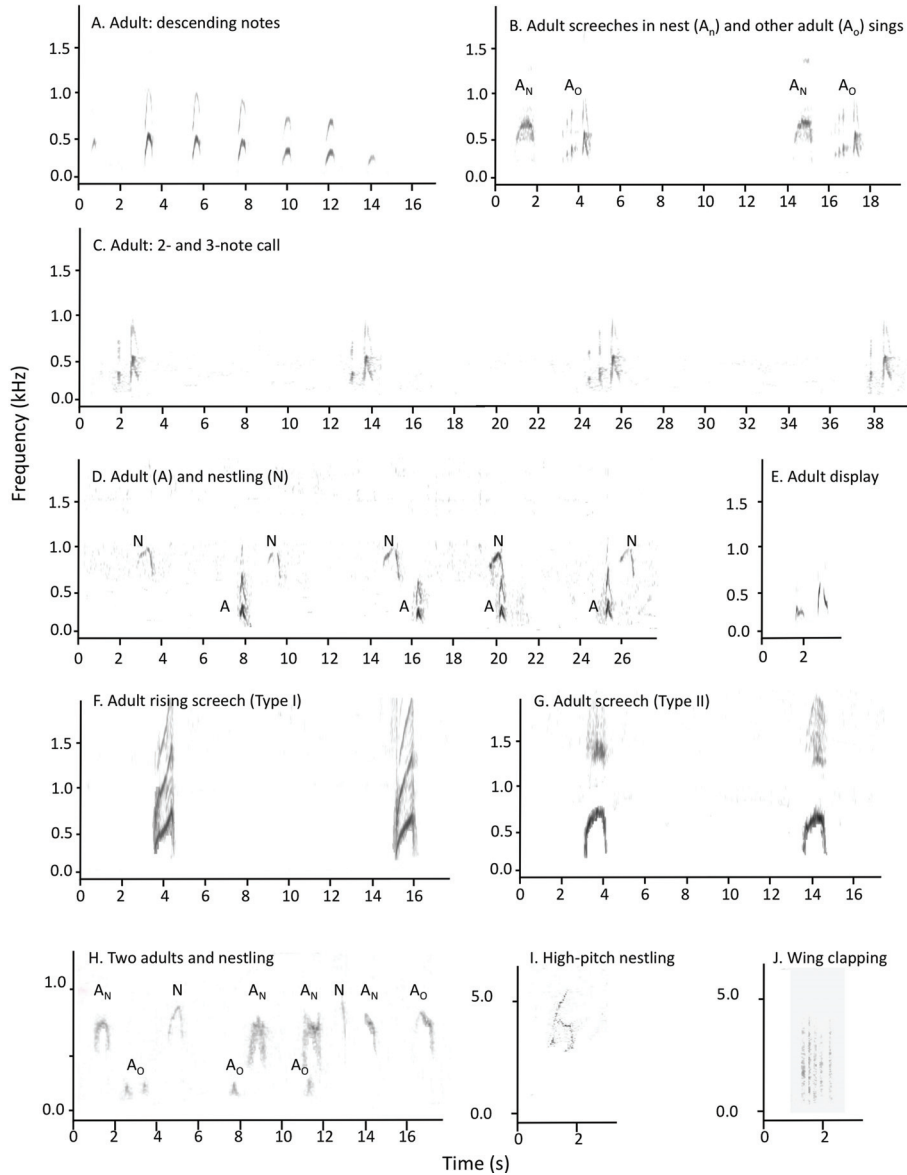 A. Adult: descending notes
1.5
1.0
0.5
0.0
0 2 4 6 8 10 12 14 16
B. Adult screeches in nest (An) and other adult (Ao) sings
1.5
1.0
0.5
0.0
AN AO AN AO
0 2 4 6 8 10 12 14 16 18
C. Adult: 2- and 3-note call
1.5
1.0
0.5
0.0
0 2 4 6 8 10 12 14 16 18 20 22 24 26 28 30 32 34 36 38
Frequency (kHz)
D. Adult (A) and nestling (N)
1.5
1.0
0.5
0.0
N N N N N
A A A A
0 2 4 6 8 10 12 14 16 18 20 22 24 26
E. Adult display
1.5
1.0
0.5
0.0
0 2
F. Adult rising screech (Type I)
1.5
1.0
0.5
0.0
0 2 4 6 8 10 12 14 16
G. Adult screech (Type II)
1.5
1.0
0.5
0.0
0 2 4 6 8 10 12 14 16
H. Two adults and nestling
1.0
0.0
AN N AN AN N AN AO
AO AO AO
0 2 4 6 8 10 12 14 16
I. High-pitch nestling
5.0
0.0
0 2
J. Wing clapping
5.0
0.0
0 2
Time (s)